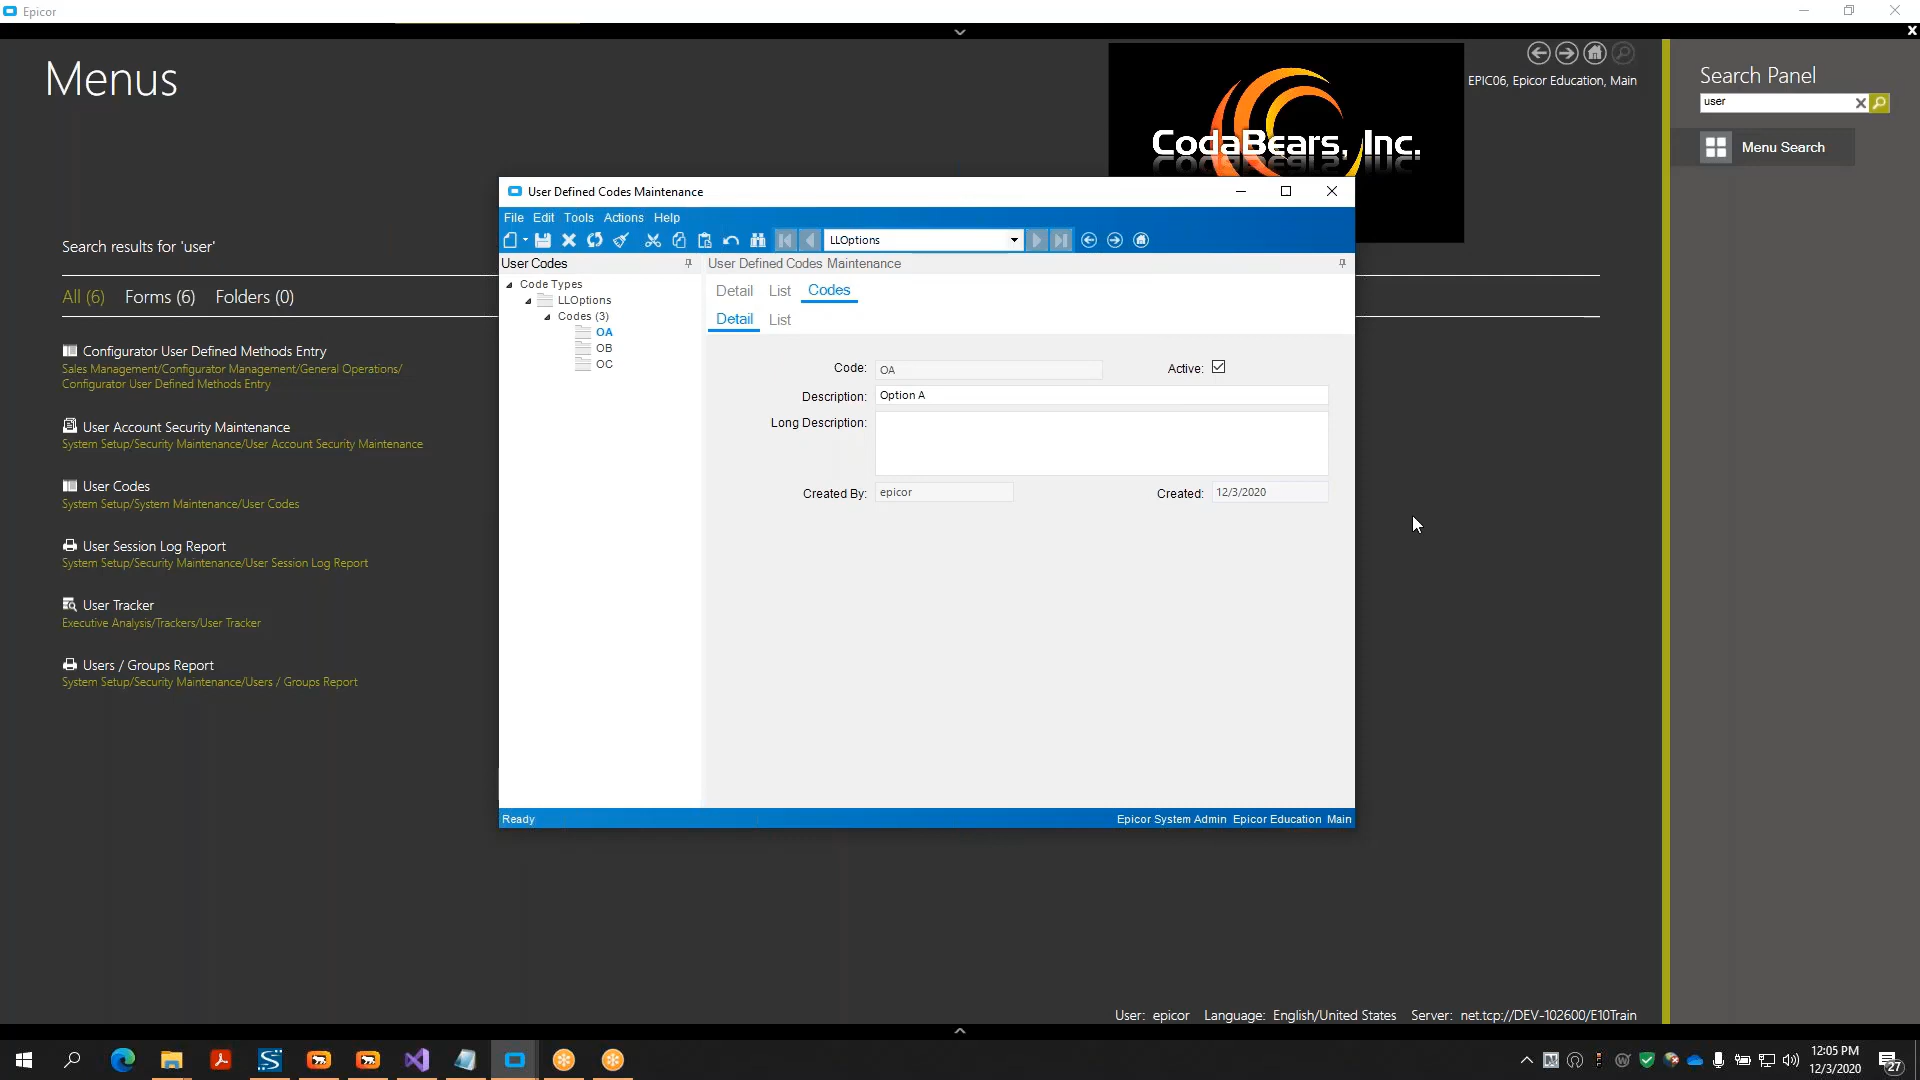 Epicor
Menus
CodaBears, Inc.
EPIC06, Epicor Education, Main
Search Panel
user
Menu Search
Search results for 'user'
All (6) Forms (6) Folders (0)
Configurator User Defined Methods Entry
Sales Management/Configurator Management/General Operations/
Configurator User Defined Methods Entry
User Account Security Maintenance
System Setup/Security Maintenance/User Account Security Maintenance
User Codes
System Setup/System Maintenance/User Codes
User Session Log Report
System Setup/Security Maintenance/User Session Log Report
User Tracker
Executive Analysis/Trackers/User Tracker
Users / Groups Report
System Setup/Security Maintenance/Users / Groups Report
User Defined Codes Maintenance
File Edit Tools Actions Help
LLOptions
User Codes
Code Types
LLOptions
Codes (3)
OA
OB
OC
User Defined Codes Maintenance
Detail List Codes
Detail List
Code: OA Active:
Description: Option A
Long Description:
Created By: epicor Created: 12/3/2020
Ready Epicor System Admin Epicor Education Main
User: epicor Language: English/United States Server: net.tcp://DEV-102600/E10Train
12:05 PM
12/3/2020
27